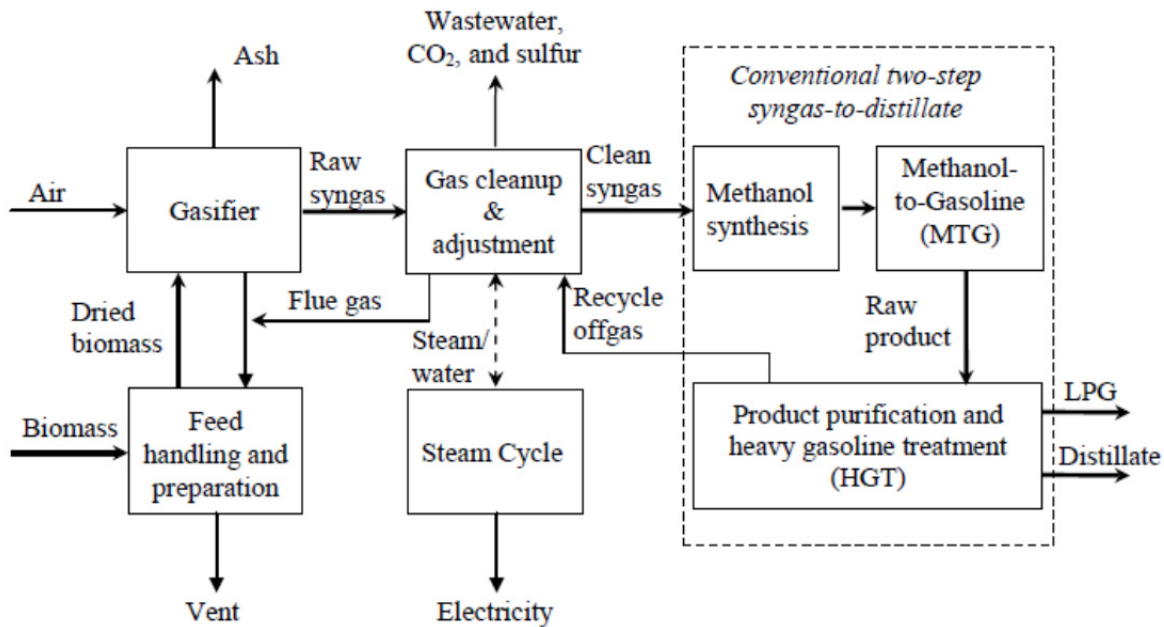 Wastewater,
CO₂, and sulfur
Ash
Conventional two-step
syngas-to-distillate
Air
Gasifier
Raw
syngas
Gas cleanup
&
adjustment
Clean
syngas
Methanol
synthesis
Methanol-
to-Gasoline
(MTG)
Dried
biomass
Flue gas
Steam/
water
Recycle
offgas
Raw
product
Biomass
Feed
handling and
preparation
Steam Cycle
Product purification and
heavy gasoline treatment
(HGT)
LPG
Distillate
Vent
Electricity